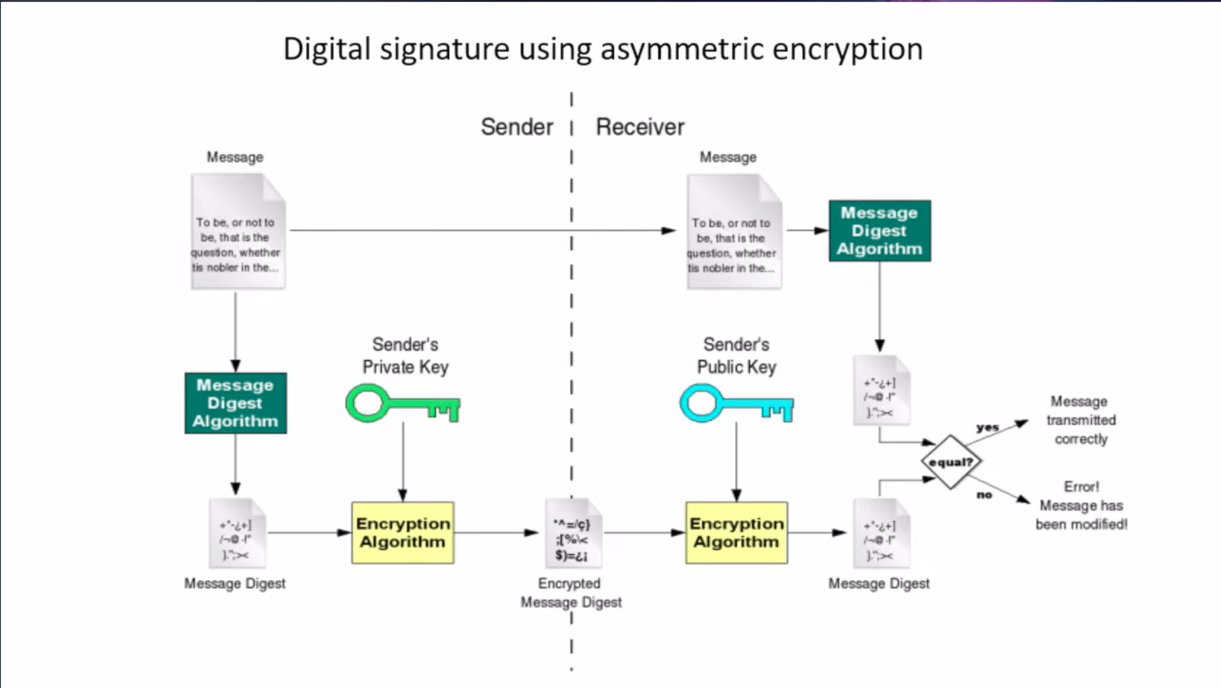 Digital signature using asymmetric encryption
Sender
Receiver
Message
To be, or not to
be, that is the
question, whether
tis nobler in the...
Message
To be, or not to
be, that is the
question, whether
tis nobler in the...
Message
Digest
Algorithm
Sender's
Private Key
Sender's
Public Key
Message
Digest
Algorithm
+*-¿+]
/¬@ ·!"
}.";><
yes
Message
transmitted
correctly
equal?
no
Error!
Message has
been modified!
+*-¿+]
/¬@ ·!"
}.";><
Message Digest
Encryption
Algorithm
*^=/ç}
;[%\<
$)=¿¡
Encrypted
Message Digest
Encryption
Algorithm
+*-¿+]
/¬@ ·!"
}.";><
Message Digest